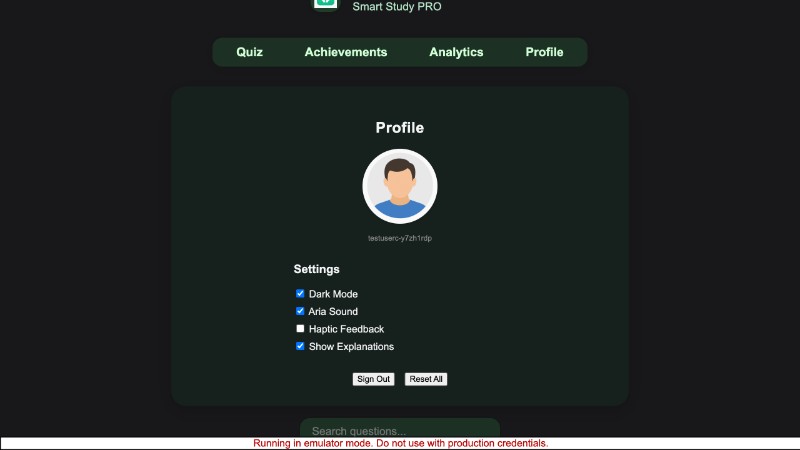 Smart Study PRO
Quiz Achievements Analytics Profile
Profile
testuserc-y7zh1rdp
Settings
Dark Mode
Aria Sound
Haptic Feedback
Show Explanations
Sign Out Reset All
Search questions...
Running in emulator mode. Do not use with production credentials.